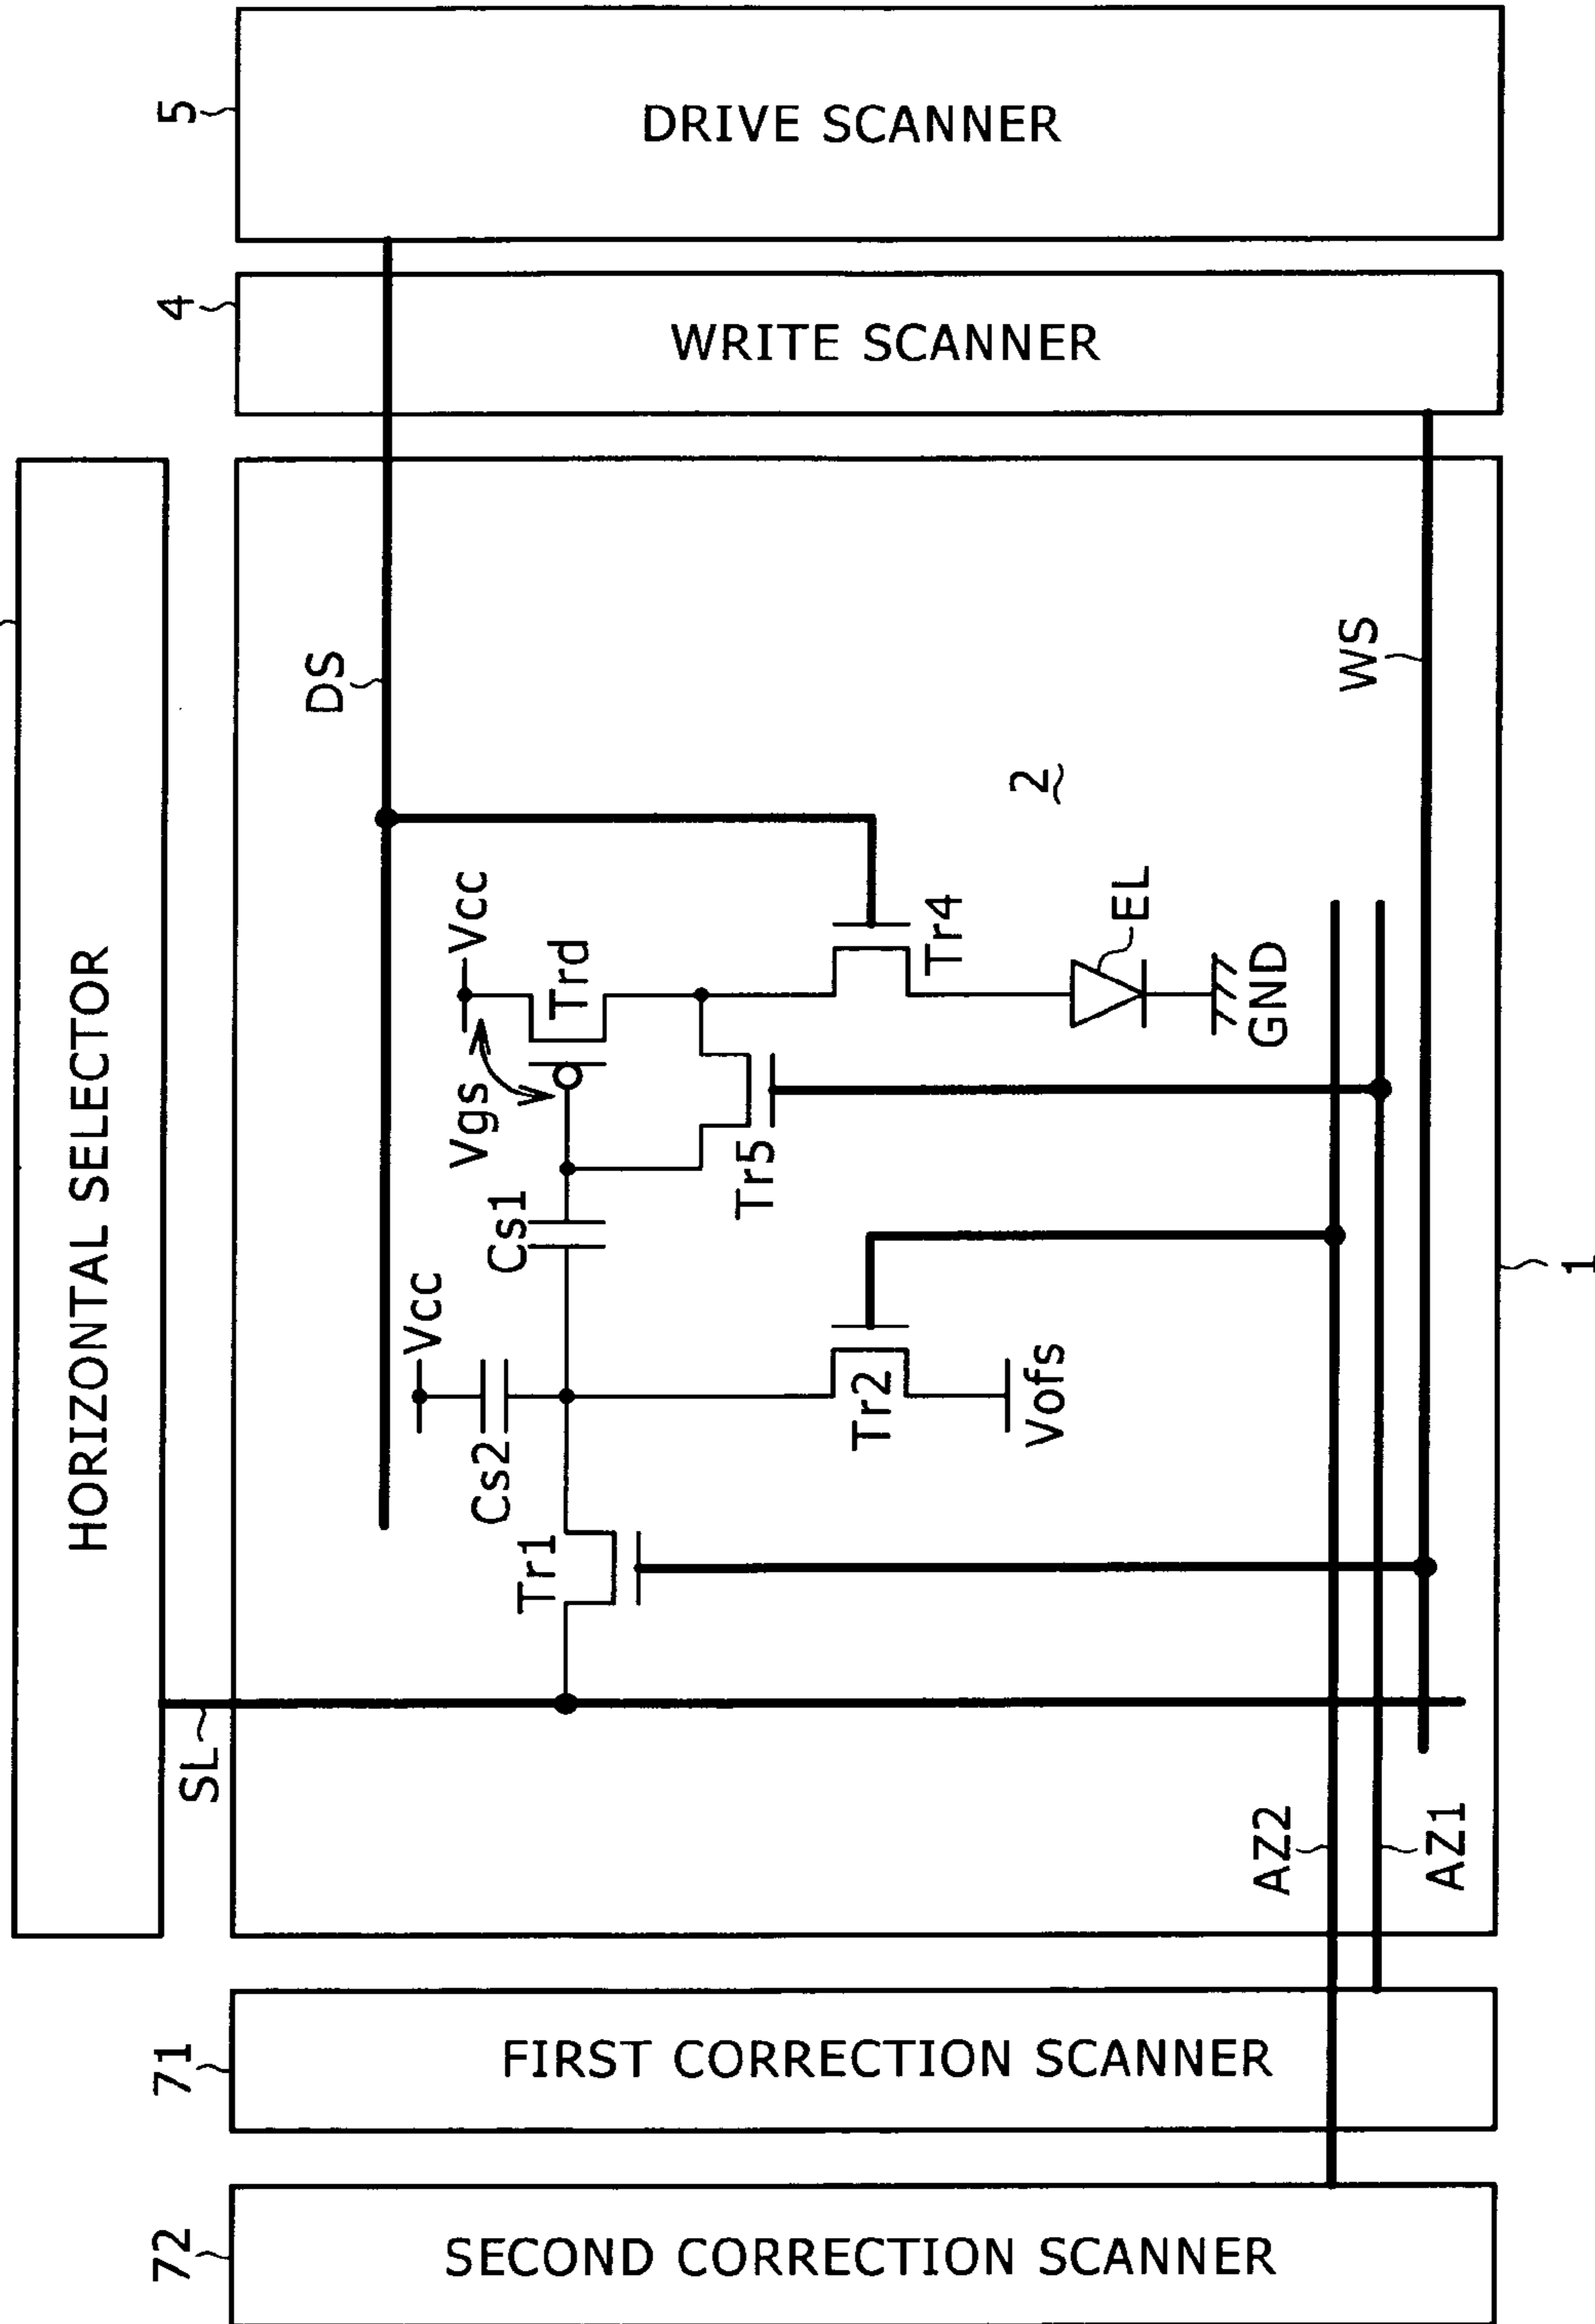 HORIZONTAL SELECTOR
72
71
4
5
SL
SECOND CORRECTION SCANNER
FIRST CORRECTION SCANNER
WRITE SCANNER
DRIVE SCANNER
DS
Vcc
Vcc
Vgs
Cs2
Cs1
Tr1
Trd
Tr5
Tr2
Tr4
Vofs
2
EL
GND
AZ2
AZ1
WS
1